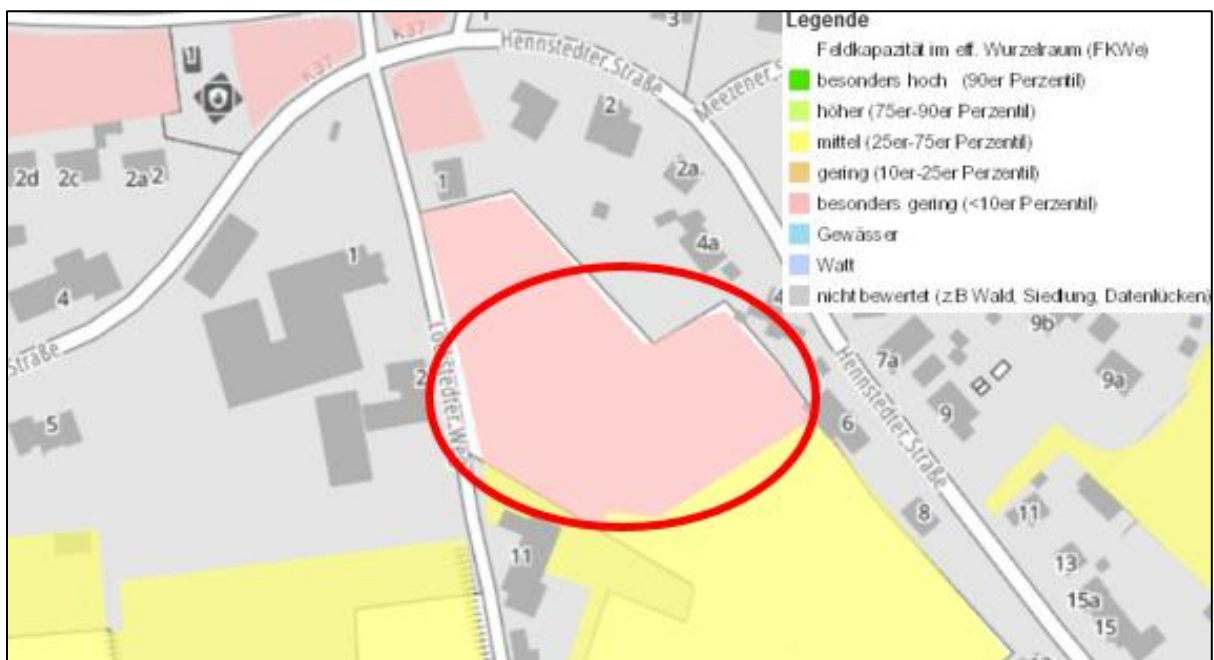 Legende
Feldkapazität im eff. Wurzelraum (FKWe)
besonders hoch (90er Perzentil)
höher (75er-90er Perzentil)
mittel (25er-75er Perzentil)
gering (10er-25er Perzentil)
besonders gering (<10er Perzentil)
Gewässer
Watt
nicht bewertet (z.B Wald, Siedlung, Datenlücken)
K37
K37
Hennstedter Straße
3
1
2
2d
2c
2a
2
1
2a
4a
4
1
4
Straße
Lockstedter Weg
2
5
6
Hennstedter Straße
7a
9b
9a
9
8
11
11
13
15a
15